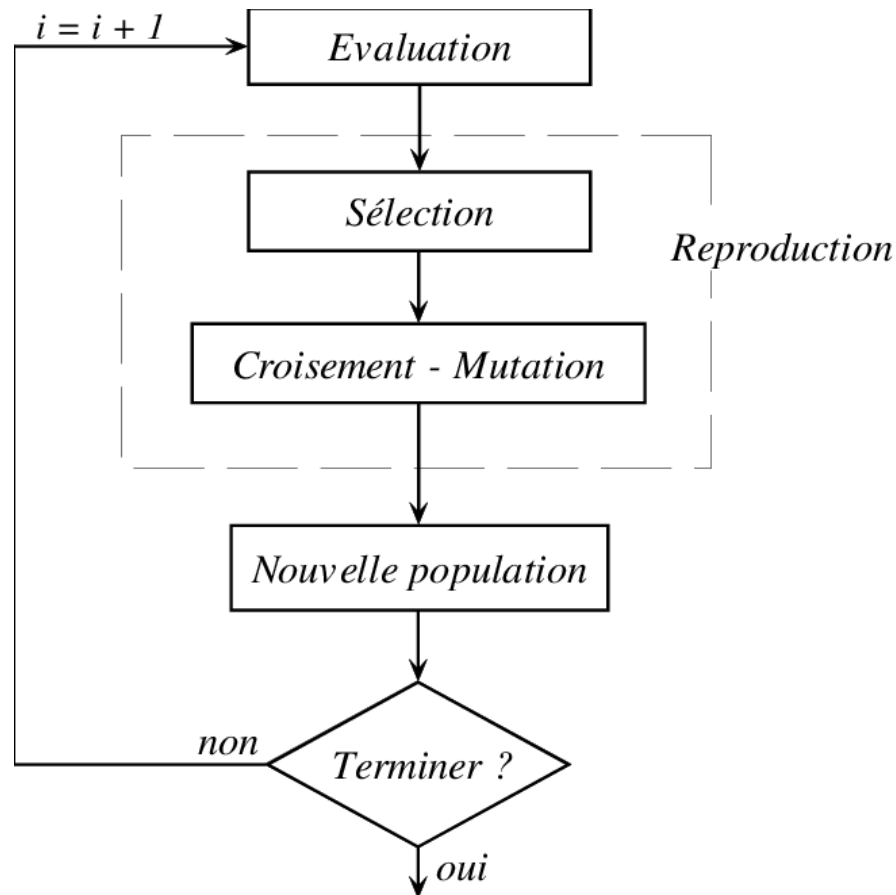 i = i + 1
Evaluation
Sélection
Reproduction
Croisement - Mutation
Nouvelle population
non
Terminer ?
oui